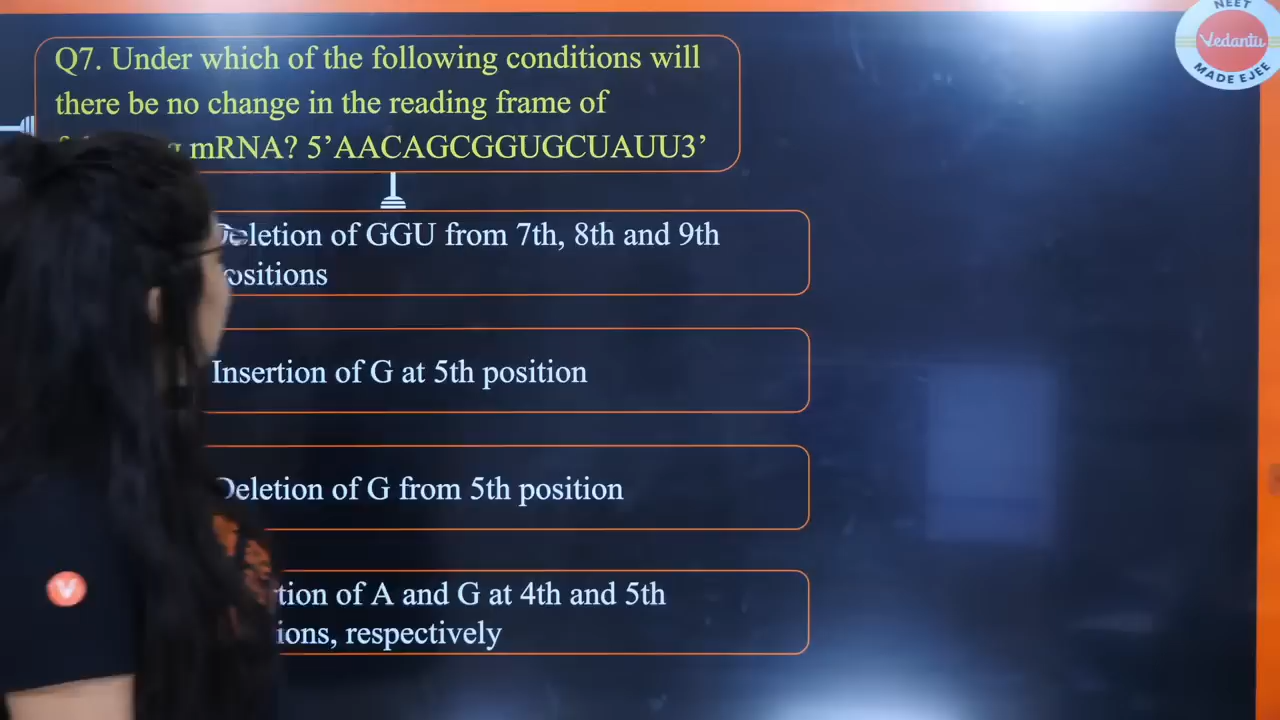 NEET
Vedantu
MADE EJEE
Q7. Under which of the following conditions will
there be no change in the reading frame of
mRNA? 5’AACAGCGGUGCUAUU3’
Deletion of GGU from 7th, 8th and 9th
ositions
Insertion of G at 5th position
Deletion of G from 5th position
tion of A and G at 4th and 5th
ions, respectively
V